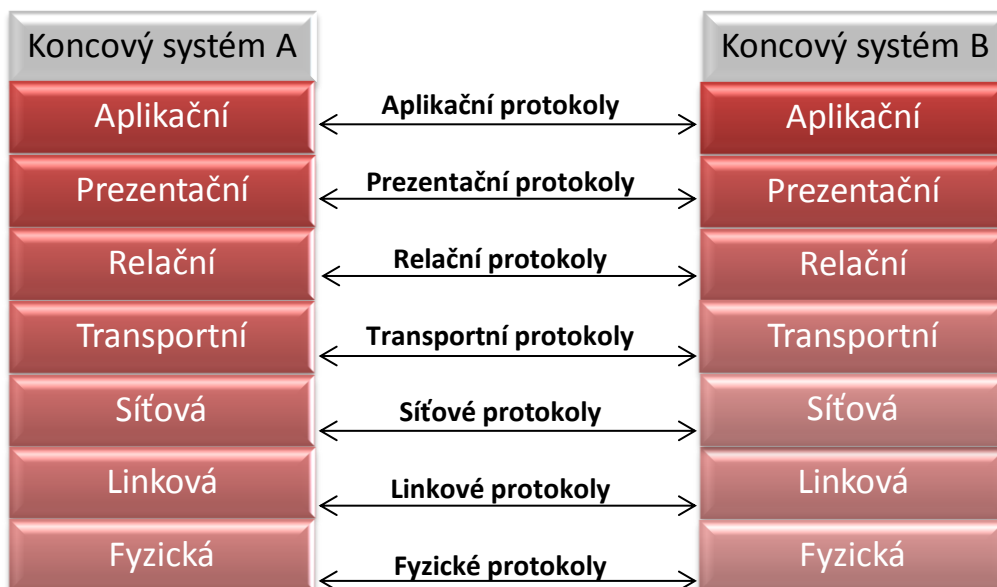 Koncový systém A
Koncový systém B
Aplikační
Aplikační protokoly
Aplikační
Prezentační
Prezentační protokoly
Prezentační
Relační
Relační protokoly
Relační
Transportní
Transportní protokoly
Transportní
Síťová
Síťové protokoly
Síťová
Linková
Linkové protokoly
Linková
Fyzická
Fyzické protokoly
Fyzická